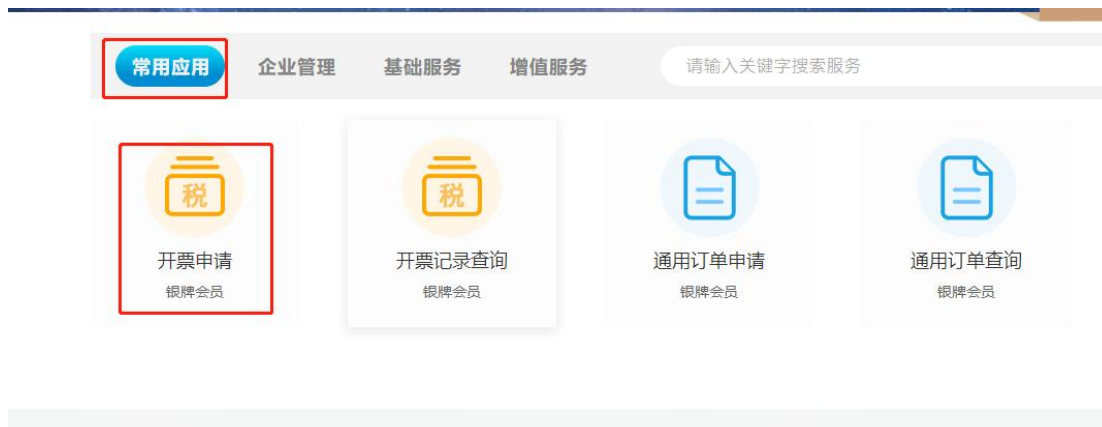 常用应用 企业管理 基础服务 增值服务 请输入关键字搜索服务
税 税
开票申请 开票记录查询 通用订单申请 通用订单查询
银牌会员 银牌会员 银牌会员 银牌会员